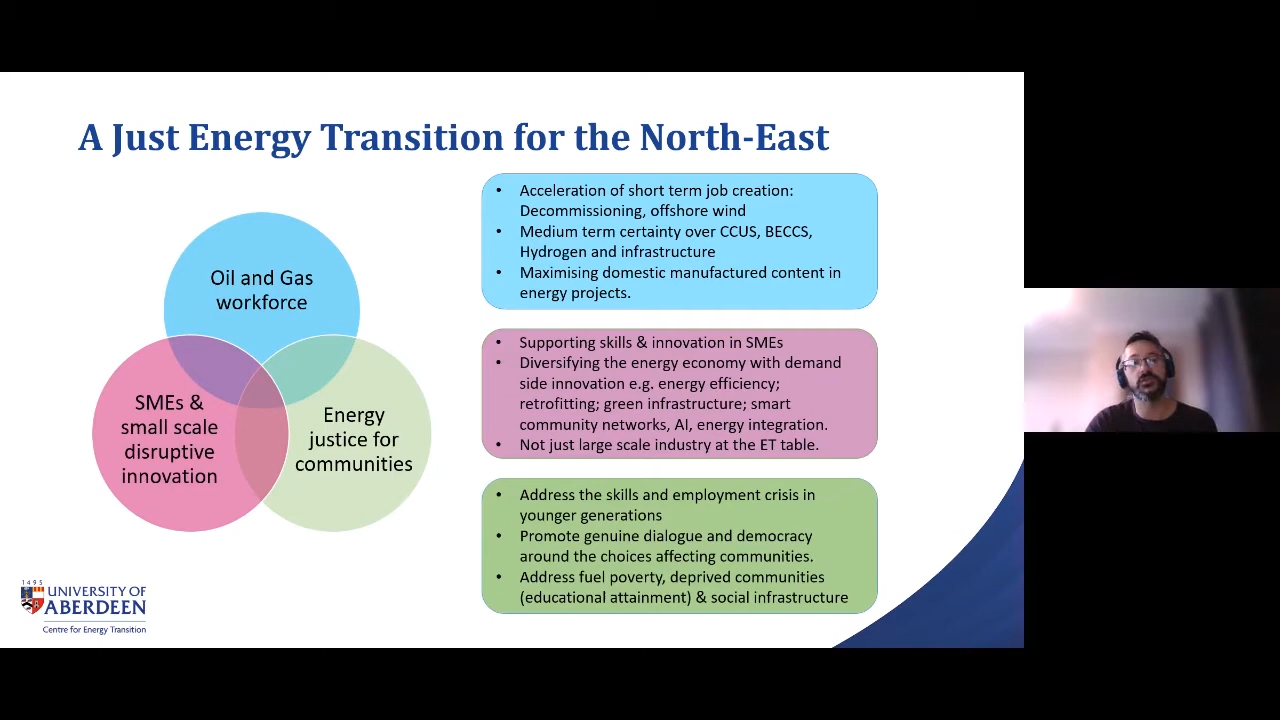 A Just Energy Transition for the North-East
Oil and Gas
workforce
SMEs &
small scale
disruptive
innovation
Energy
justice for
communities
• Acceleration of short term job creation:
Decommissioning, offshore wind
• Medium term certainty over CCUS, BECCS,
Hydrogen and infrastructure
• Maximising domestic manufactured content in
energy projects.
• Supporting skills & innovation in SMEs
• Diversifying the energy economy with demand
side innovation e.g. energy efficiency;
retrofitting; green infrastructure; smart
community networks, AI, energy integration.
• Not just large scale industry at the ET table.
• Address the skills and employment crisis in
younger generations
• Promote genuine dialogue and democracy
around the choices affecting communities.
• Address fuel poverty, deprived communities
(educational attainment) & social infrastructure
1495
UNIVERSITY OF
ABERDEEN
Centre for Energy Transition